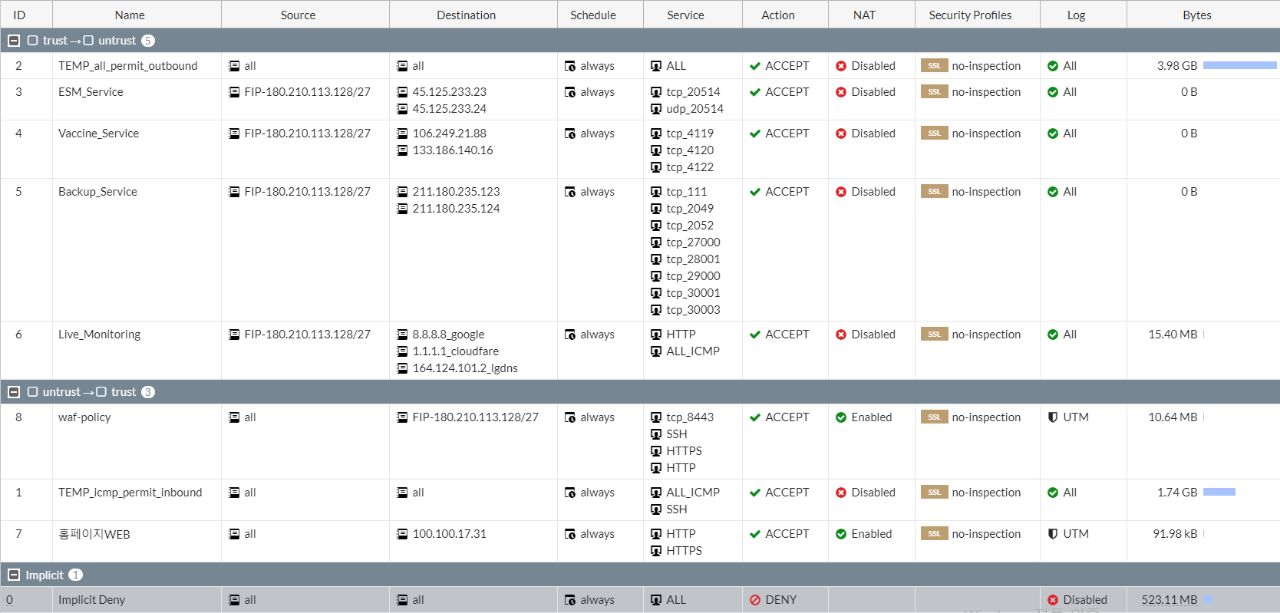 ID Name Source Destination Schedule Service Action NAT Security Profiles Log Bytes
trust → untrust 5
2 TEMP_all_permit_outbound all all always ALL ACCEPT Disabled SSL no-inspection All 3.98 GB
3 ESM_Service FIP-180.210.113.128/27 45.125.233.23 always tcp_20514 ACCEPT Disabled SSL no-inspection All 0 B
45.125.233.24 udp_20514
4 Vaccine_Service FIP-180.210.113.128/27 106.249.21.88 always tcp_4119 ACCEPT Disabled SSL no-inspection All 0 B
133.186.140.16 tcp_4120
tcp_4122
5 Backup_Service FIP-180.210.113.128/27 211.180.235.123 always tcp_111 ACCEPT Disabled SSL no-inspection All 0 B
211.180.235.124 tcp_2049
tcp_2052
tcp_27000
tcp_28001
tcp_29000
tcp_30001
tcp_30003
6 Live_Monitoring FIP-180.210.113.128/27 8.8.8.8_google always HTTP ACCEPT Disabled SSL no-inspection All 15.40 MB
1.1.1.1_cloudfare ALL_ICMP
164.124.101.2_lgdns
untrust → trust 3
8 waf-policy all FIP-180.210.113.128/27 always tcp_8443 ACCEPT Enabled SSL no-inspection UTM 10.64 MB
SSH
HTTPS
HTTP
1 TEMP_icmp_permit_inbound all all always ALL_ICMP ACCEPT Disabled SSL no-inspection All 1.74 GB
SSH
7 홈페이지WEB all 100.100.17.31 always HTTP ACCEPT Enabled SSL no-inspection UTM 91.98 kB
HTTPS
Implicit 1
0 Implicit Deny all all always ALL DENY Disabled 523.11 MB